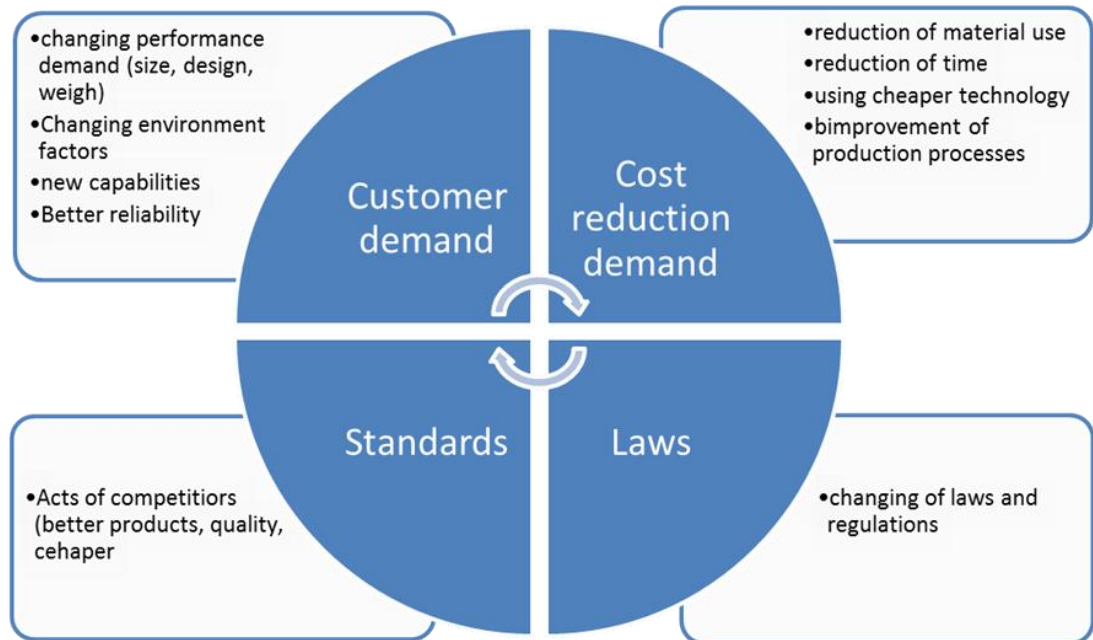 •changing performance
demand (size, design,
weigh)
•Changing environment
factors
•new capabilities
•Better reliability
•reduction of material use
•reduction of time
•using cheaper technology
•bimprovement of
production processes
Customer
demand
Cost
reduction
demand
Standards
Laws
•Acts of competitiors
(better products, quality,
cehaper
•changing of laws and
regulations